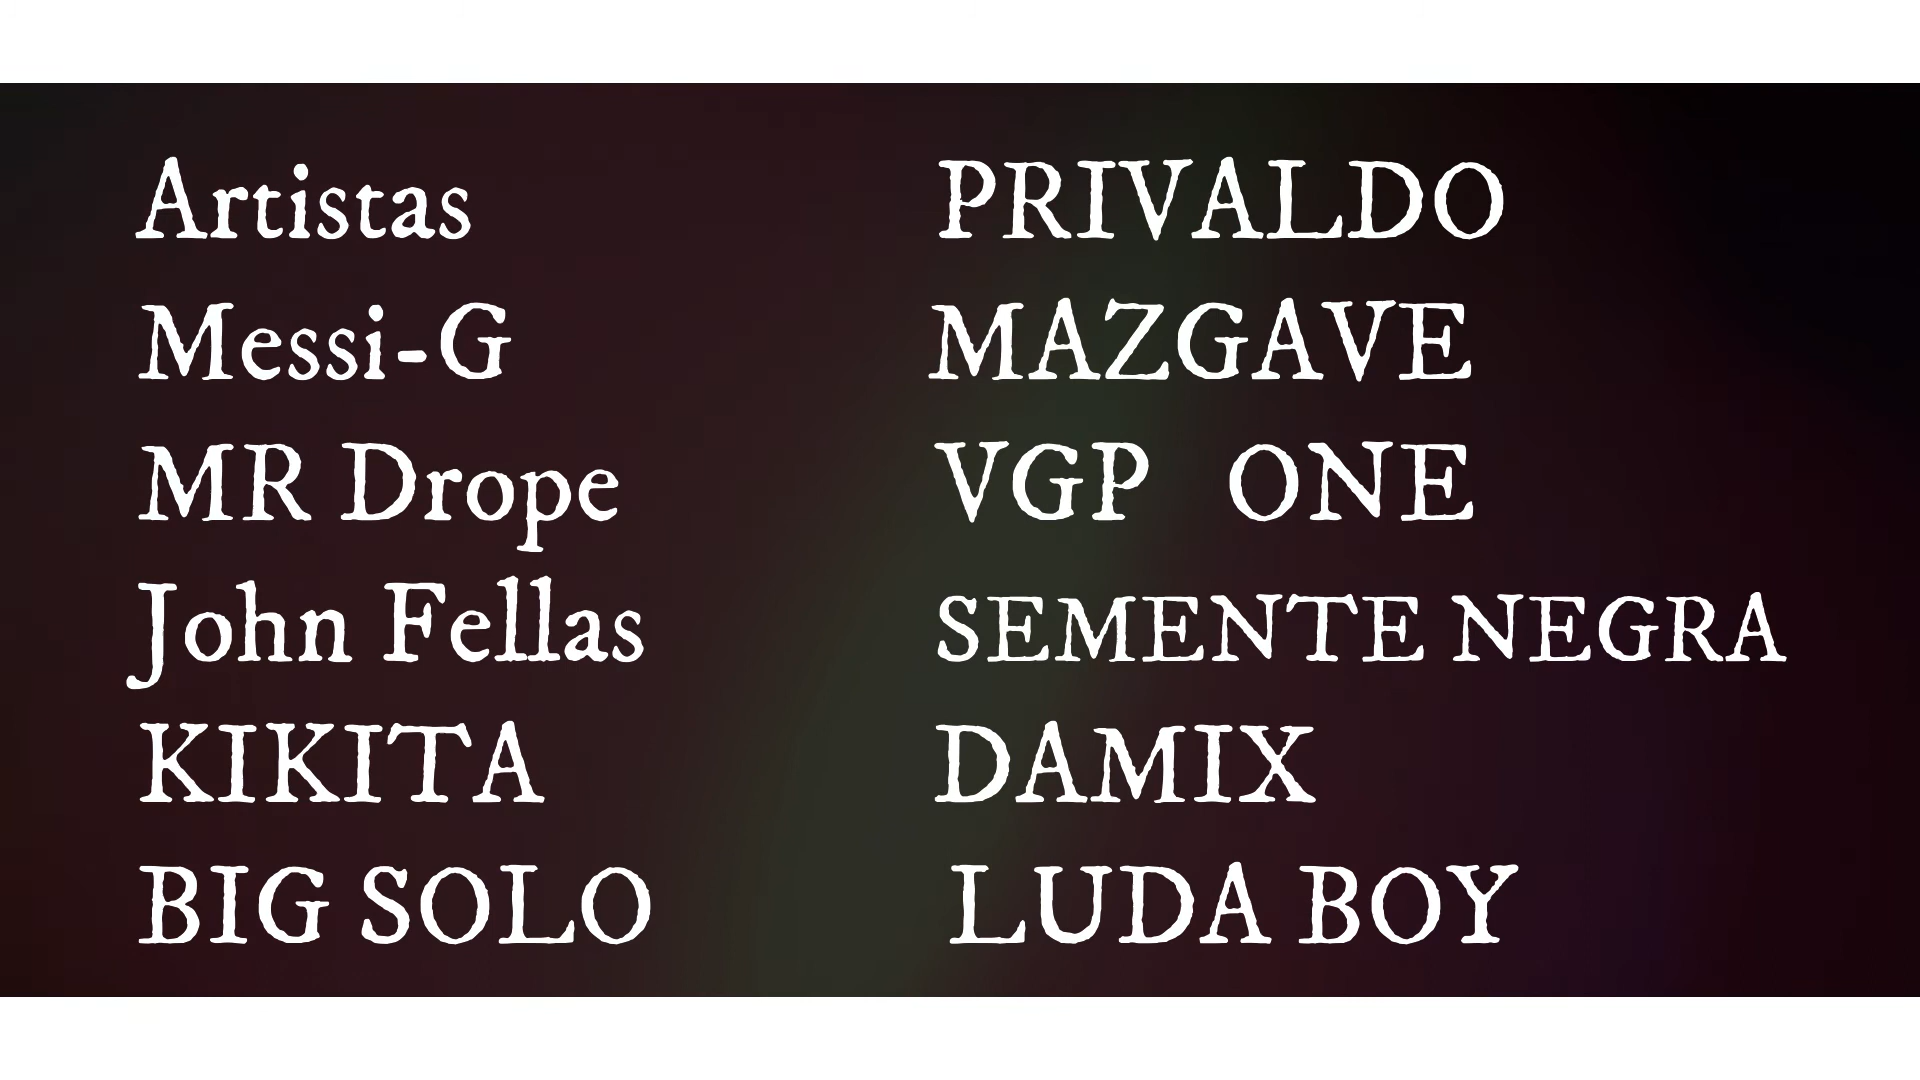 Artistas
Messi-G
MR Drope
John Fellas
KIKITA
BIG SOLO
PRIVALDO
MAZGAVE
VGP ONE
SEMENTE NEGRA
DAMIX
LUDA BOY